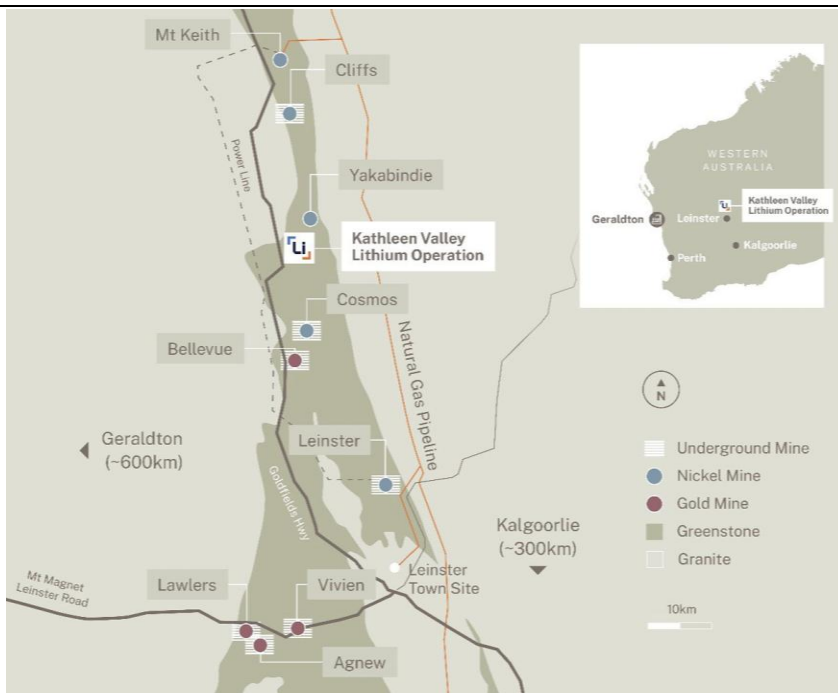 Mt Keith
Cliffs
Power Line
Yakabindie
Li
Kathleen Valley
Lithium Operation
Cosmos
Bellevue
Natural Gas Pipeline
Geraldton
(~600km)
Leinster
Goldfields Hwy
Kalgoorlie
(~300km)
Leinster
Town Site
Mt Magnet
Leinster Road
Lawlers
Vivien
Agnew
WESTERN
AUSTRALIA
Li
Kathleen Valley
Lithium Operation
Geraldton
Leinster
Kalgoorlie
Perth
N
Underground Mine
Nickel Mine
Gold Mine
Greenstone
Granite
10km